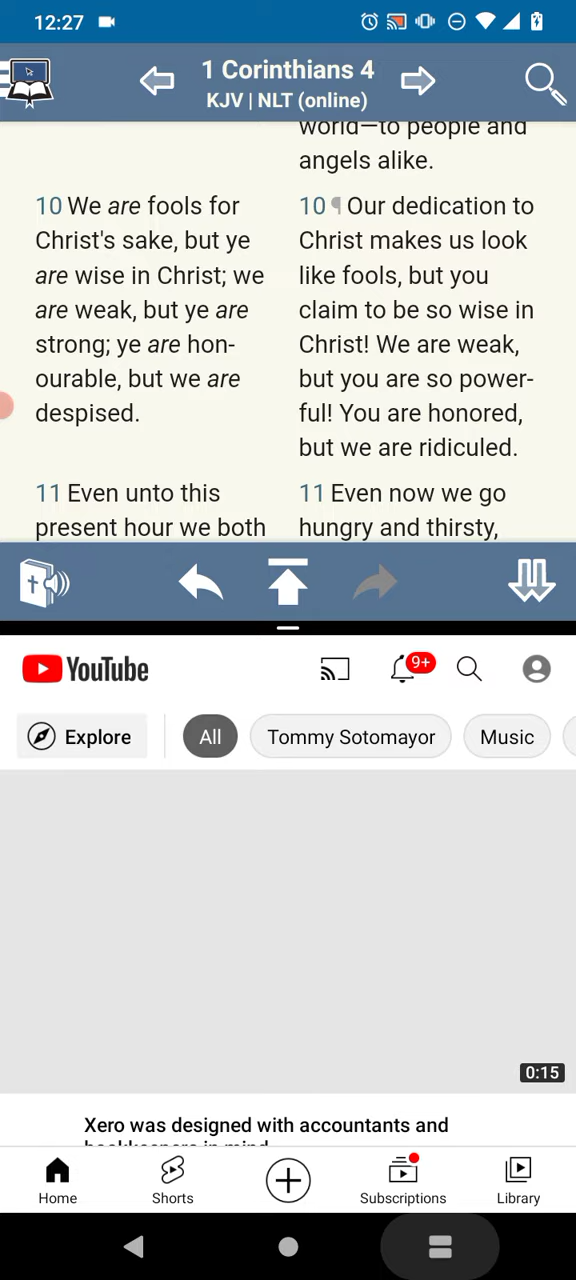 12:27
1 Corinthians 4
KJV | NLT (online)
world—to people and
angels alike.
10 We are fools for
Christ's sake, but ye
are wise in Christ; we
are weak, but ye are
strong; ye are hon-
ourable, but we are
despised.
11 Even unto this
present hour we both
10 ¶ Our dedication to
Christ makes us look
like fools, but you
claim to be so wise in
Christ! We are weak,
but you are so power-
ful! You are honored,
but we are ridiculed.
11 Even now we go
hungry and thirsty,
YouTube
9+
Explore
All
Tommy Sotomayor
Music
0:15
Xero was designed with accountants and
bookkeepers in mind
Home
Shorts
Subscriptions
Library